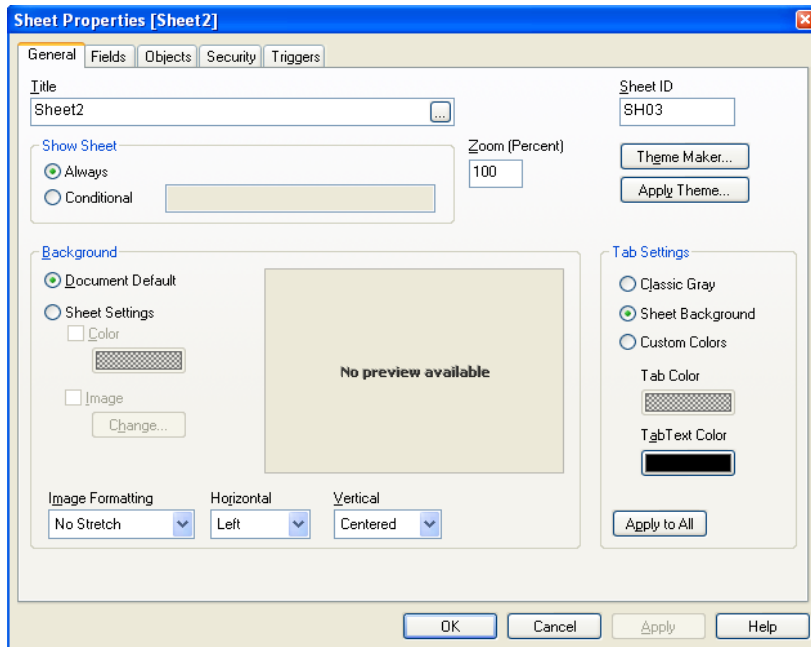 Sheet Properties [Sheet2]
General Fields Objects Security Triggers
Title
Sheet2
...
Sheet ID
SH03
Show Sheet
Always
Conditional
Zoom (Percent)
100
Theme Maker...
Apply Theme...
Background
Document Default
Sheet Settings
Color
Image
Change...
No preview available
Image Formatting
No Stretch
Horizontal
Left
Vertical
Centered
Tab Settings
Classic Gray
Sheet Background
Custom Colors
Tab Color
TabText Color
Apply to All
OK Cancel Apply Help